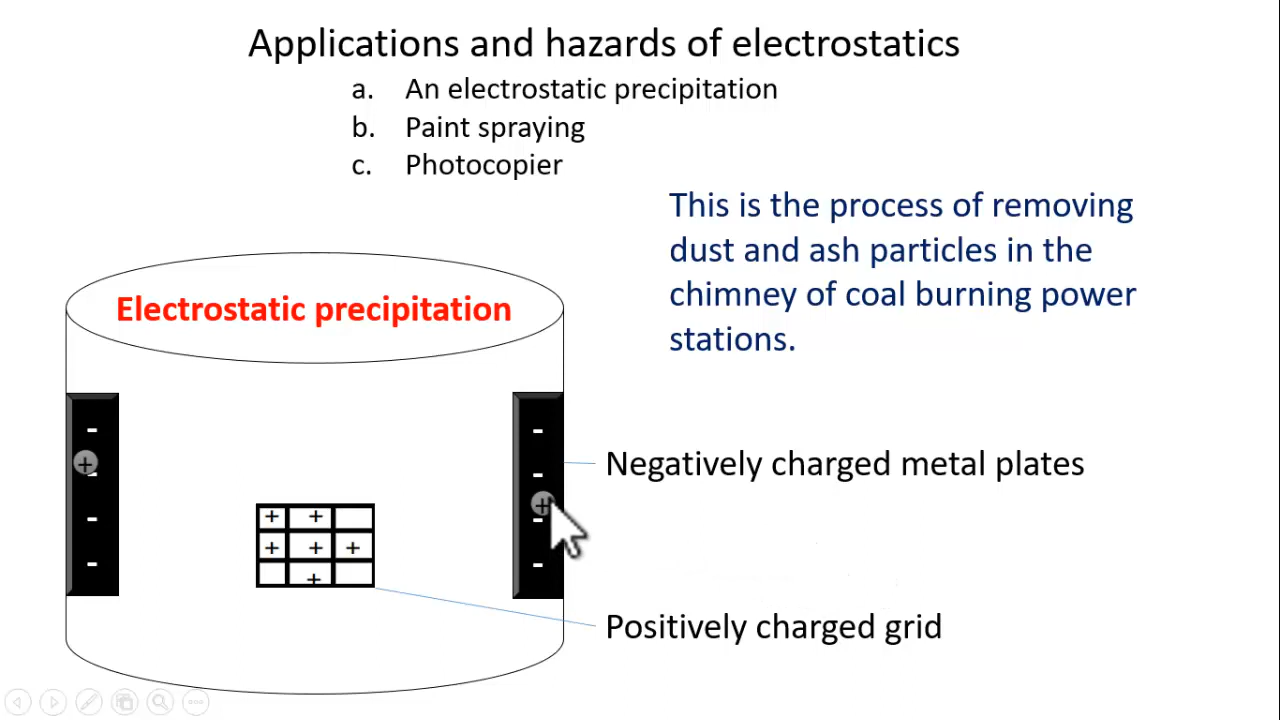 Applications and hazards of electrostatics
a. An electrostatic precipitation
b. Paint spraying
c. Photocopier
This is the process of removing
dust and ash particles in the
chimney of coal burning power
stations.
Electrostatic precipitation
-
-
-
-
+
-
-
-
-
+
Negatively charged metal plates
+ +
+ + +
+
Positively charged grid